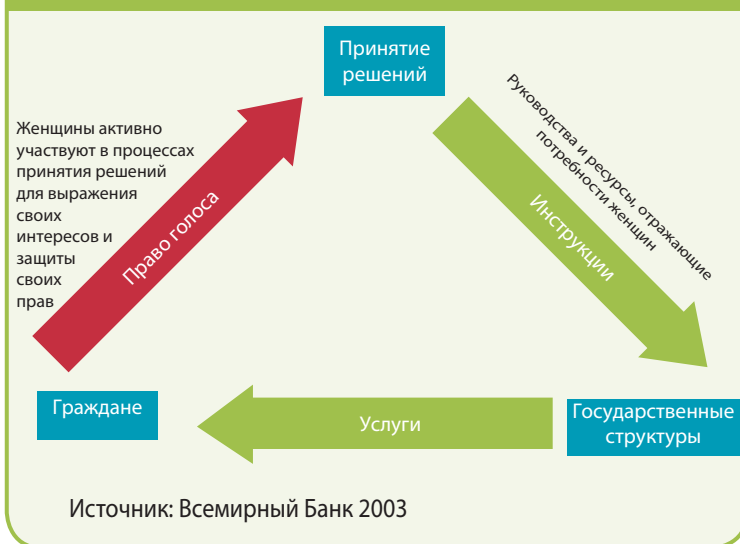 Принятие
решений
Женщины активно
участвуют в процессах
принятия решений
для выражения
своих
интересов и
защиты
своих
прав
Право голоса
Руководства и ресурсы, отражающие
потребности женщин
Инструкции
Граждане
Услуги
Государственные
структуры
Источник: Всемирный Банк 2003